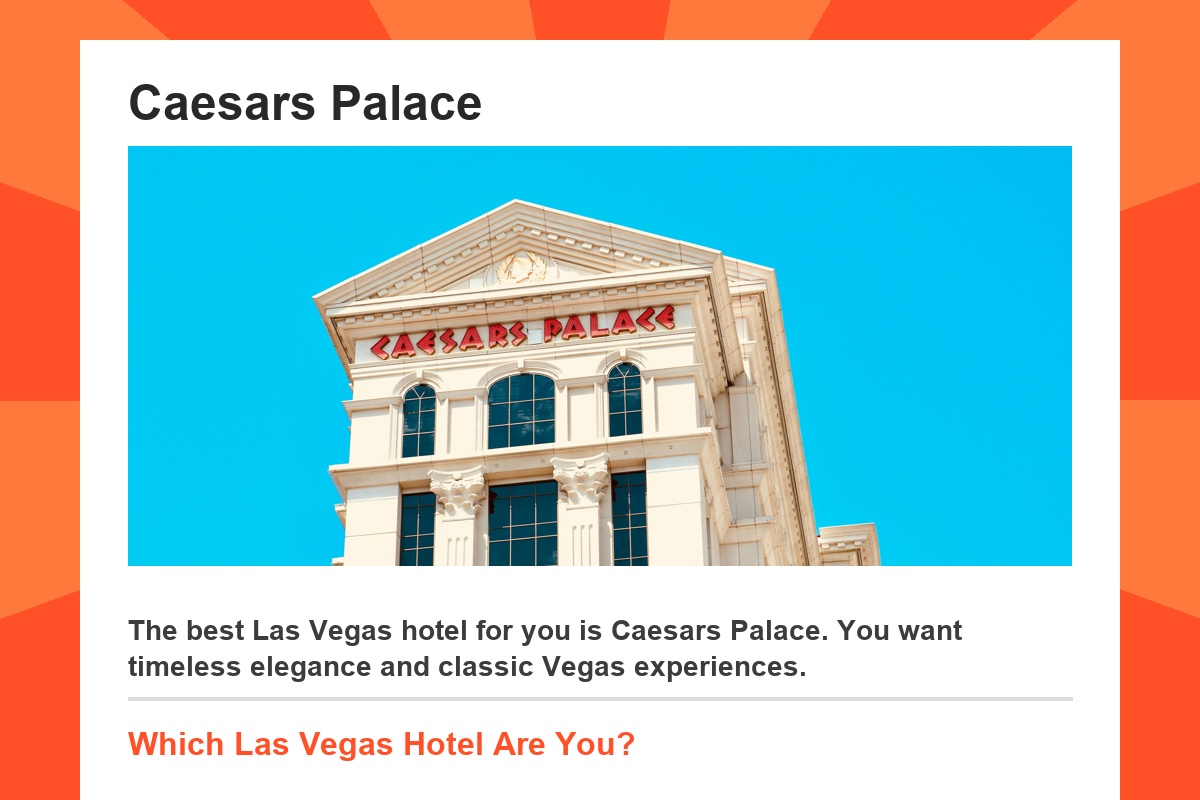 Caesars Palace
CAESARS PALACE
The best Las Vegas hotel for you is Caesars Palace. You want
timeless elegance and classic Vegas experiences.
Which Las Vegas Hotel Are You?